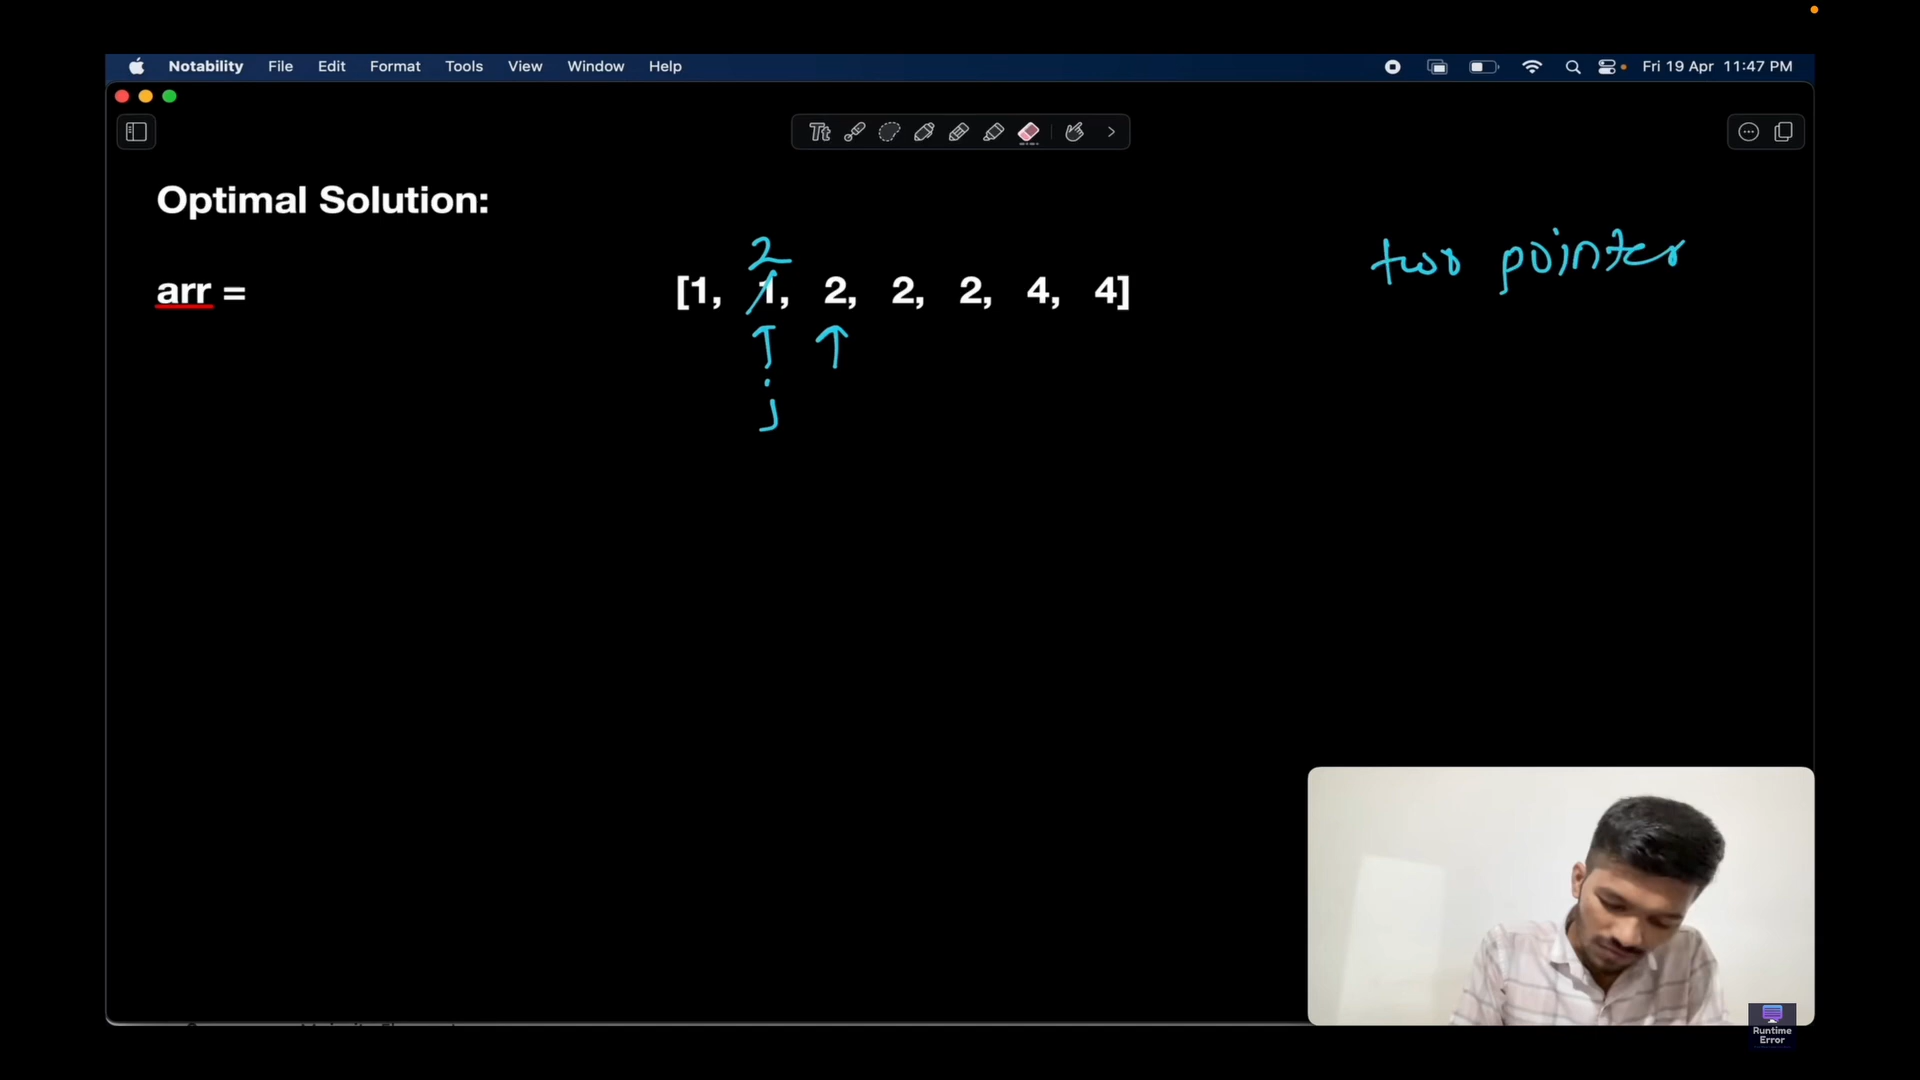 Notability File Edit Format Tools View Window Help Fri 19 Apr 11:47 PM
Tt
Optimal Solution:
two pointer
2
arr = [1, 1, 2, 2, 2, 4, 4]
j
Runtime
Error